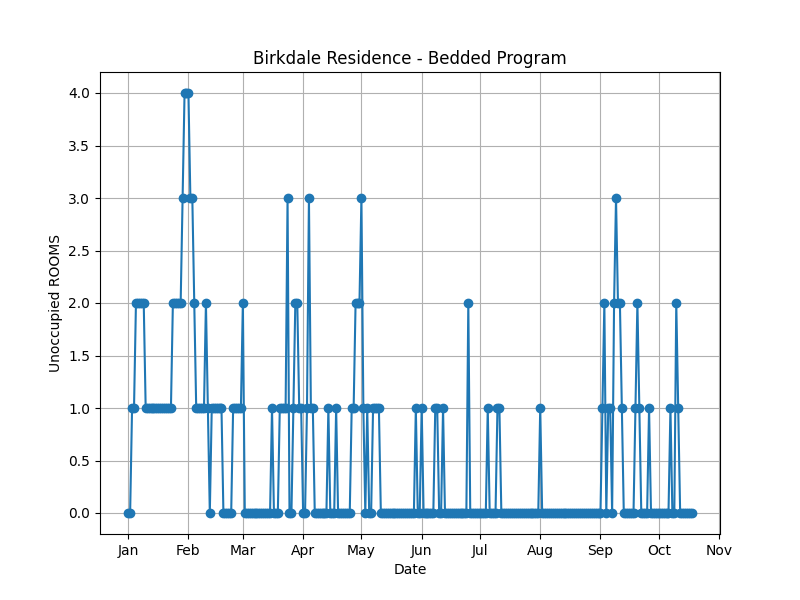 Birkdale Residence - Bedded Program
4.0
3.5
3.0
2.5
2.0
1.5
1.0
0.5
0.0
Unoccupied ROOMS
Jan Feb Mar Apr May Jun Jul Aug Sep Oct Nov
Date